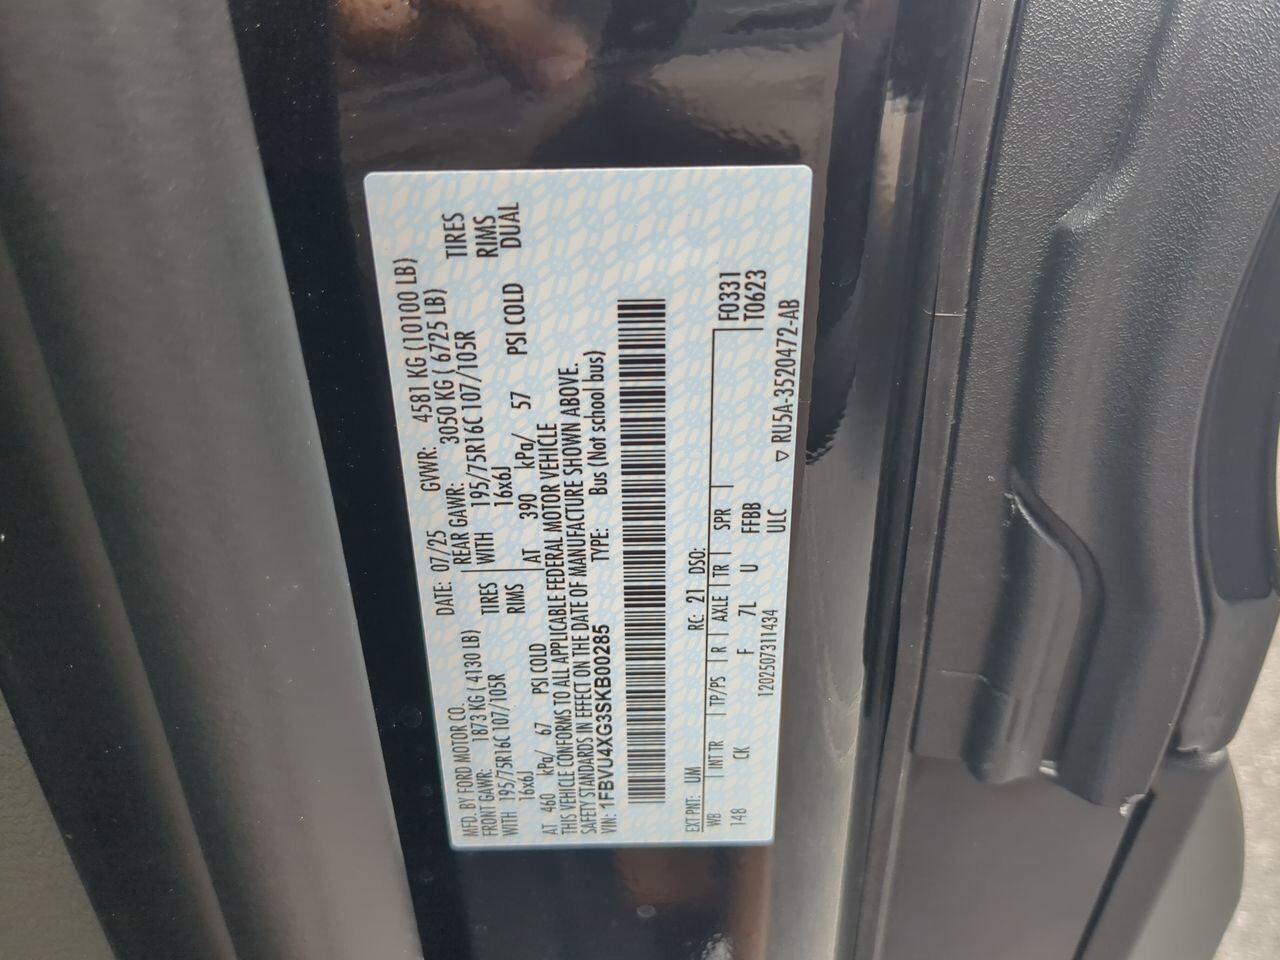 MFD. BY FORD MOTOR CO.
DATE: 07/25 GVWR: 4581 KG (10100 LB)
FRONT GAWR: 1873 KG ( 4130 LB) REAR GAWR: 3050 KG ( 6725 LB)
WITH 195/75R16C 107/105R TIRES WITH 195/75R16C 107/105R TIRES
16x6J RIMS 16x6J RIMS
AT 460 kPa/ 67 PSI COLD AT 390 kPa/ 57 PSI COLD DUAL
THIS VEHICLE CONFORMS TO ALL APPLICABLE FEDERAL MOTOR VEHICLE
SAFETY STANDARDS IN EFFECT ON THE DATE OF MANUFACTURE SHOWN ABOVE.
VIN: 1FBVU4XG3SKB00285 TYPE: Bus (Not school bus)
EXT PNT: UM RC: 21 DSO: F0331
WB INT TR TP/PS R AXLE TR SPR T0623
148 CK F 7L U FFBB
1202507311434 ULC ▽ RU5A-3520472-AB